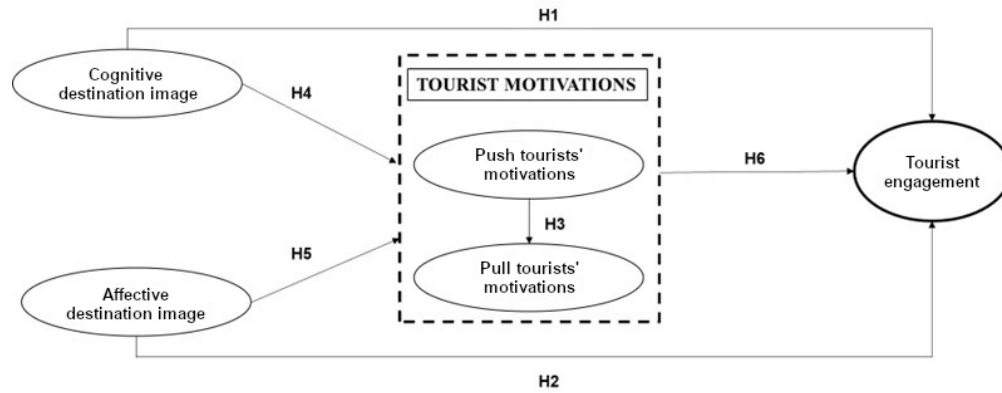 H1
Cognitive
destination image
TOURIST MOTIVATIONS
H4
Push tourists'
motivations
H6
Tourist
engagement
H3
H5
Pull tourists'
motivations
Affective
destination image
H2